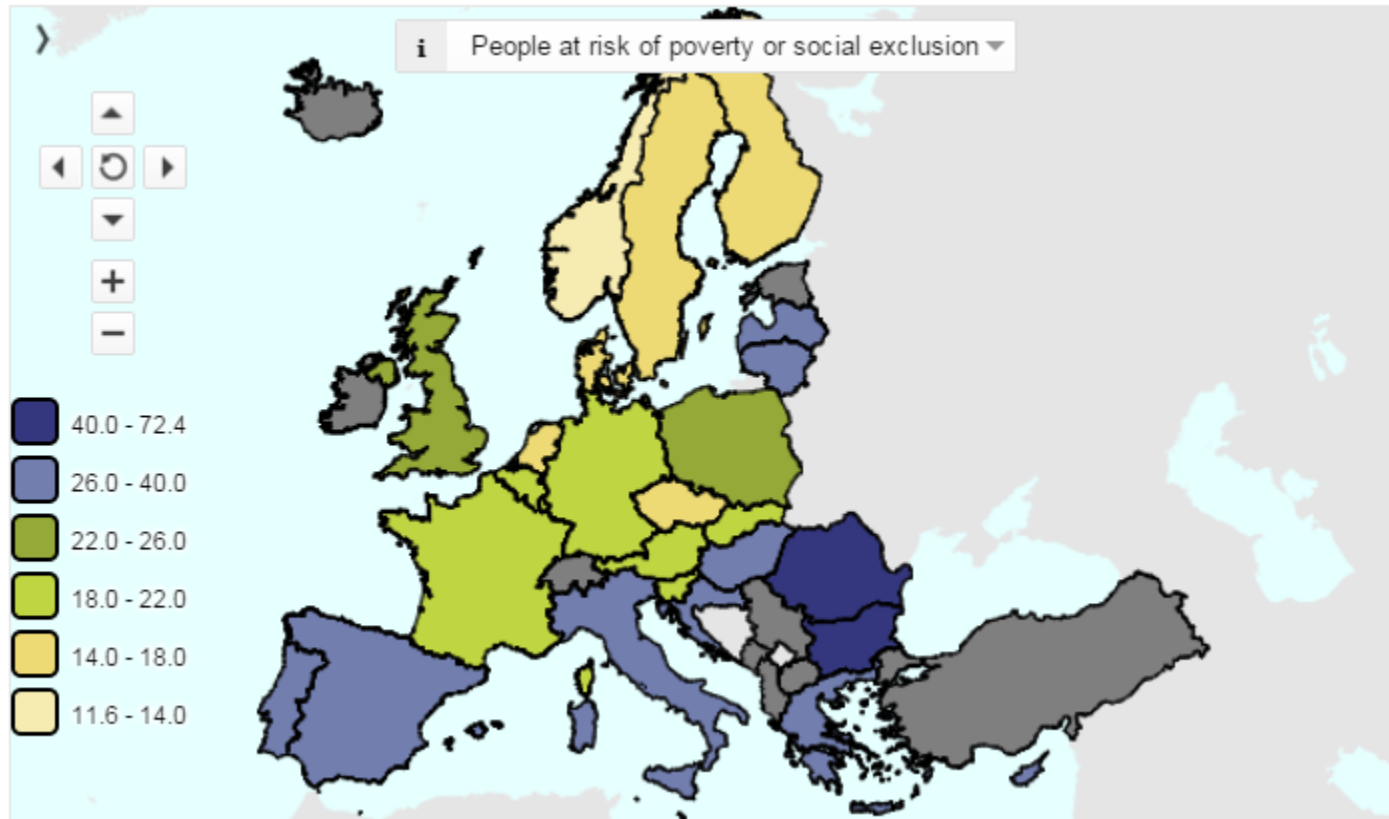 i People at risk of poverty or social exclusion
40.0 - 72.4
26.0 - 40.0
22.0 - 26.0
18.0 - 22.0
14.0 - 18.0
11.6 - 14.0